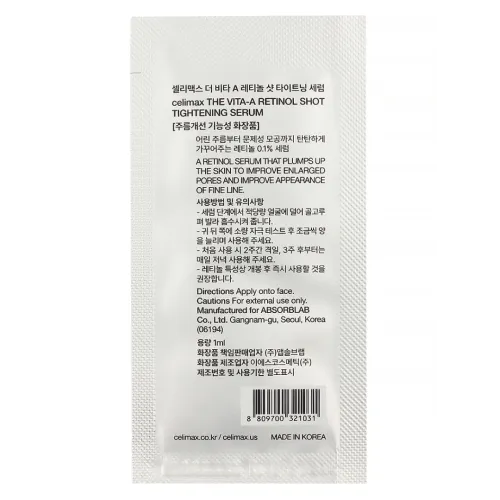 셀리맥스 더 비타 A 레티놀 샷 타이트닝 세럼
celimax THE VITA-A RETINOL SHOT
TIGHTENING SERUM
[주름개선 기능성 화장품]
어린 주름부터 문제성 모공까지 탄탄하게
가꾸어주는 레티놀 0.1% 세럼
A RETINOL SERUM THAT PLUMPS UP
THE SKIN TO IMPROVE ENLARGED
PORES AND IMPROVE APPEARANCE
OF FINE LINE.
사용방법 및 유의사항
- 세럼 단계에서 적당량 얼굴에 덜어 골고루
펴 발라 흡수시켜 줍니다.
- 귀 뒤 쪽에 소량 자극 테스트 후 조금씩 양
을 늘리며 사용해 주세요.
- 처음 사용 시 2주간 격일, 3주 후부터는
매일 저녁 사용해 주세요.
- 레티놀 특성상 개봉 후 즉시 사용할 것을
권장합니다.
Directions Apply onto face.
Cautions For external use only.
Manufactured for ABSORBLAB
Co., Ltd. Gangnam-gu, Seoul, Korea
(06194)
용량 1ml
화장품 책임판매업자 (주)앱솔브랩
화장품 제조업자 이에스코스메틱(주)
제조번호 및 사용기한 별도표시
8 809700 321031
celimax.co.kr / celimax.us MADE IN KOREA